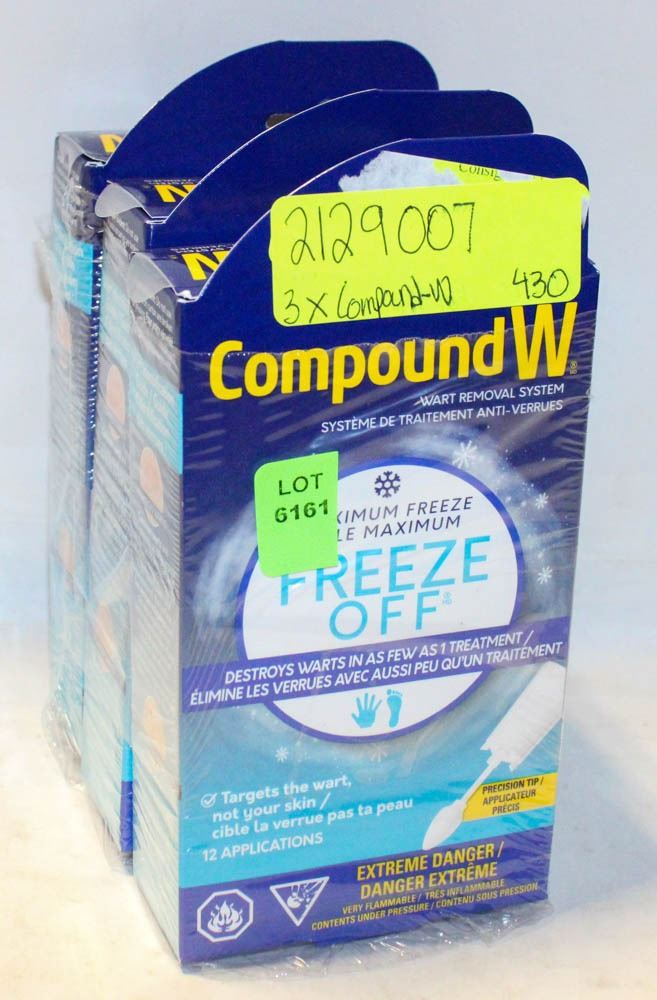 Consig
2129007
3 x Compound-W 430
Compound W
WART REMOVAL SYSTEM
SYSTÈME DE TRAITEMENT ANTI-VERRUES
LOT
6161
XIMUM FREEZE
LE MAXIMUM
FREEZE
OFF
DESTROYS WARTS IN AS FEW AS 1 TREATMENT /
ÉLIMINE LES VERRUES AVEC AUSSI PEU QU'UN TRAITEMENT
Targets the wart,
not your skin /
cible la verrue pas ta peau
12 APPLICATIONS
PRECISION TIP /
APPLICATEUR
PRÉCIS
EXTREME DANGER /
DANGER EXTRÊME
VERY FLAMMABLE / TRÈS INFLAMMABLE
CONTENTS UNDER PRESSURE / CONTENU SOUS PRESSION